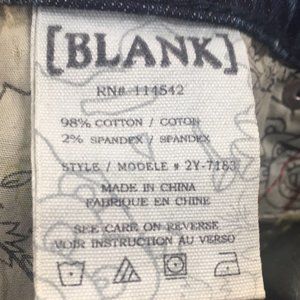 [BLANK]
RN# 114542
98% COTTON / COTON
2% SPANDEX / SPANDEX
STYLE / MODELE # 2Y-7183
MADE IN CHINA
FABRIQUE EN CHINE
SEE CARE ON REVERSE
VOIR INSTRUCTION AU VERSO